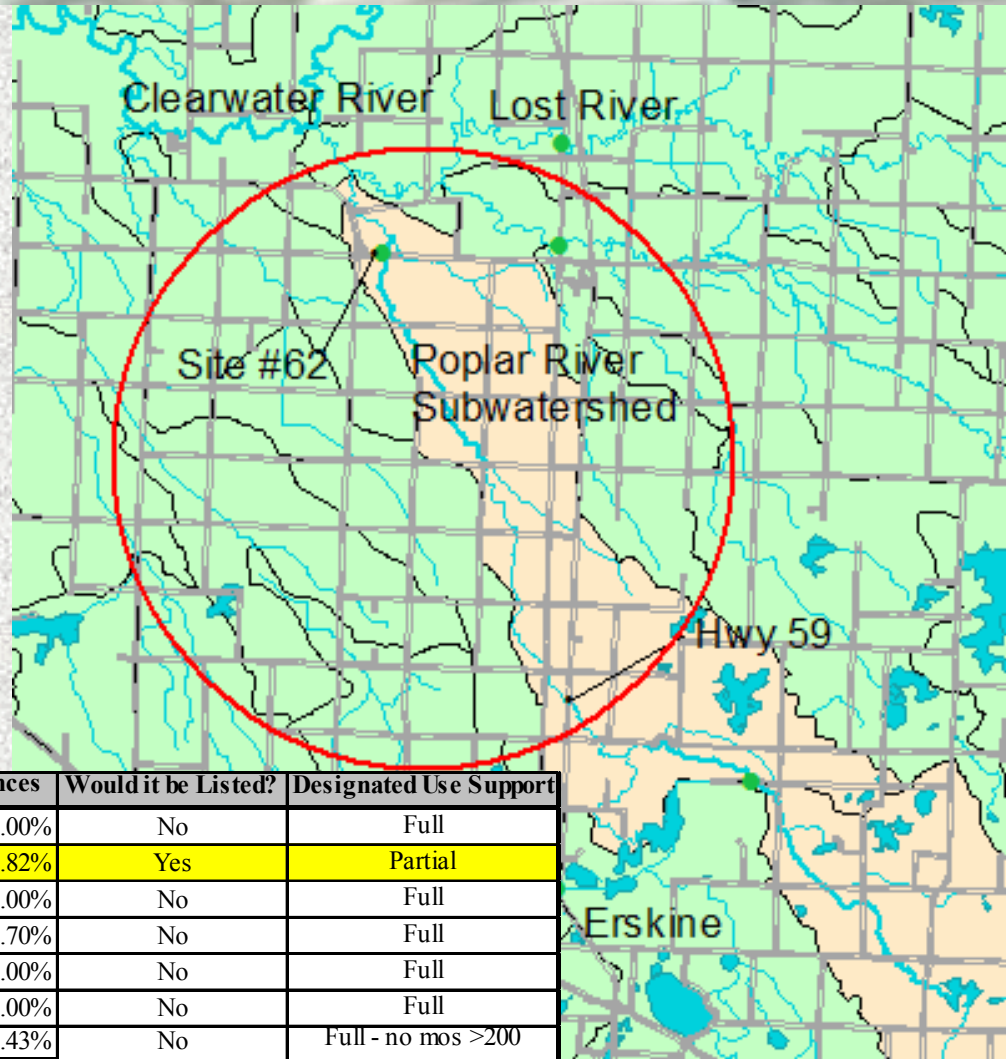 Clearwater River
Lost River
Site #62
Poplar River
Subwatershed
Hwy 59
Would it be Listed? Designated Use Support
.00% No Full
.82% Yes Partial
.00% No Full
.70% No Full
.00% No Full
.00% No Full
.43% No Full - no mos >200
Erskine